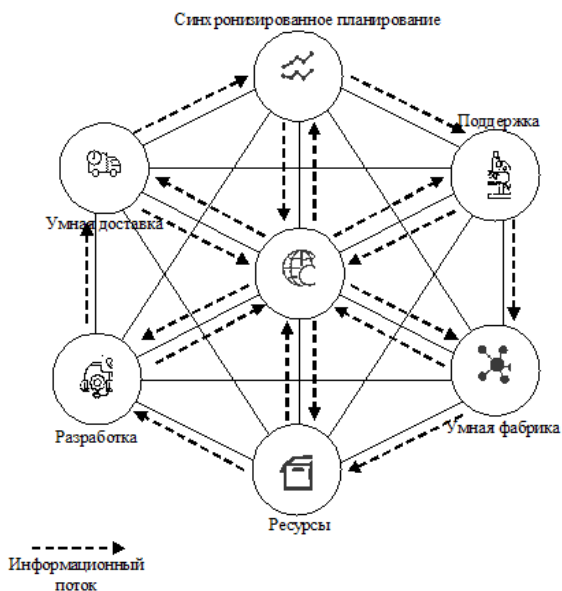 Синхронизированное планирование
Поддержка
Умная доставка
Разработка
Умная фабрика
Ресурсы
Информационный
поток